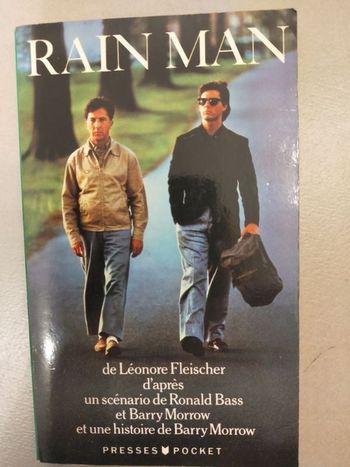 RAIN MAN
de Léonore Fleischer
d'après
un scénario de Ronald Bass
et Barry Morrow
et une histoire de Barry Morrow
PRESSES POCKET